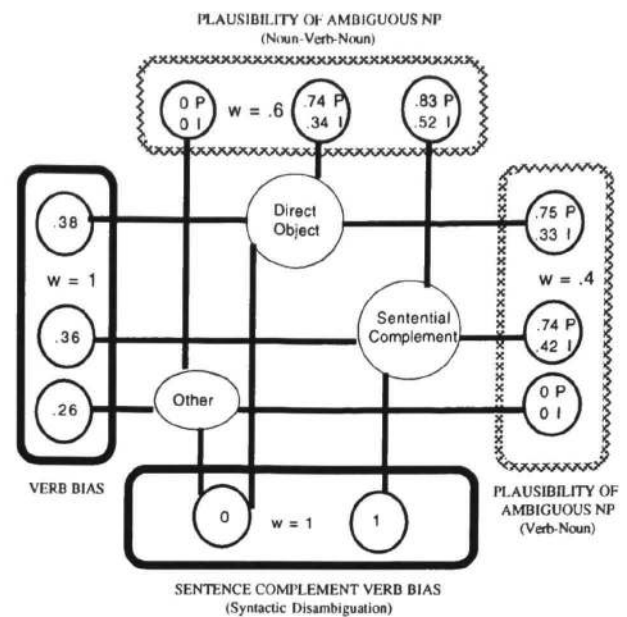 PLAUSIBILITY OF AMBIGUOUS NP
(Noun-Verb-Noun)
0 P
0 I
w = .6
.74 P
.34 I
.83 P
.52 I
.38
w = 1
.36
.26
VERB BIAS
Direct
Object
Sentential
Complement
Other
.75 P
.33 I
w = .4
.74 P
.42 I
0 P
0 I
PLAUSIBILITY OF
AMBIGUOUS NP
(Verb-Noun)
0
w = 1
1
SENTENCE COMPLEMENT VERB BIAS
(Syntactic Disambiguation)